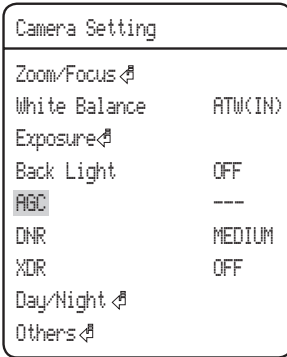 Camera Setting
Zoom/Focus⏎
White Balance ATW(IN)
Exposure⏎
Back Light OFF
AGC ---
DNR MEDIUM
XDR OFF
Day/Night ⏎
Others⏎